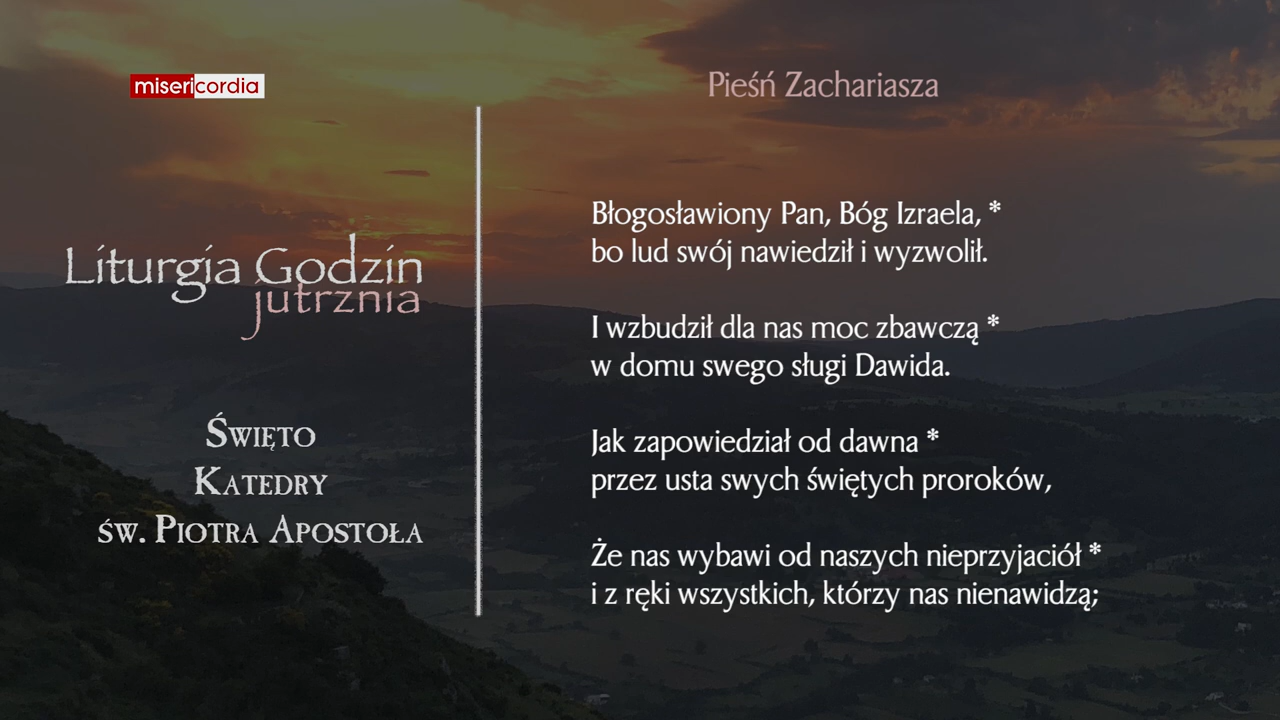 misericordia
Liturgia Godzin
jutrznia
Święto
Katedry
św. Piotra Apostoła
Pieśń Zachariasza
Błogosławiony Pan, Bóg Izraela, *
bo lud swój nawiedził i wyzwolił.
I wzbudził dla nas moc zbawczą *
w domu swego sługi Dawida.
Jak zapowiedział od dawna *
przez usta swych świętych proroków,
Że nas wybawi od naszych nieprzyjaciół *
i z ręki wszystkich, którzy nas nienawidzą;